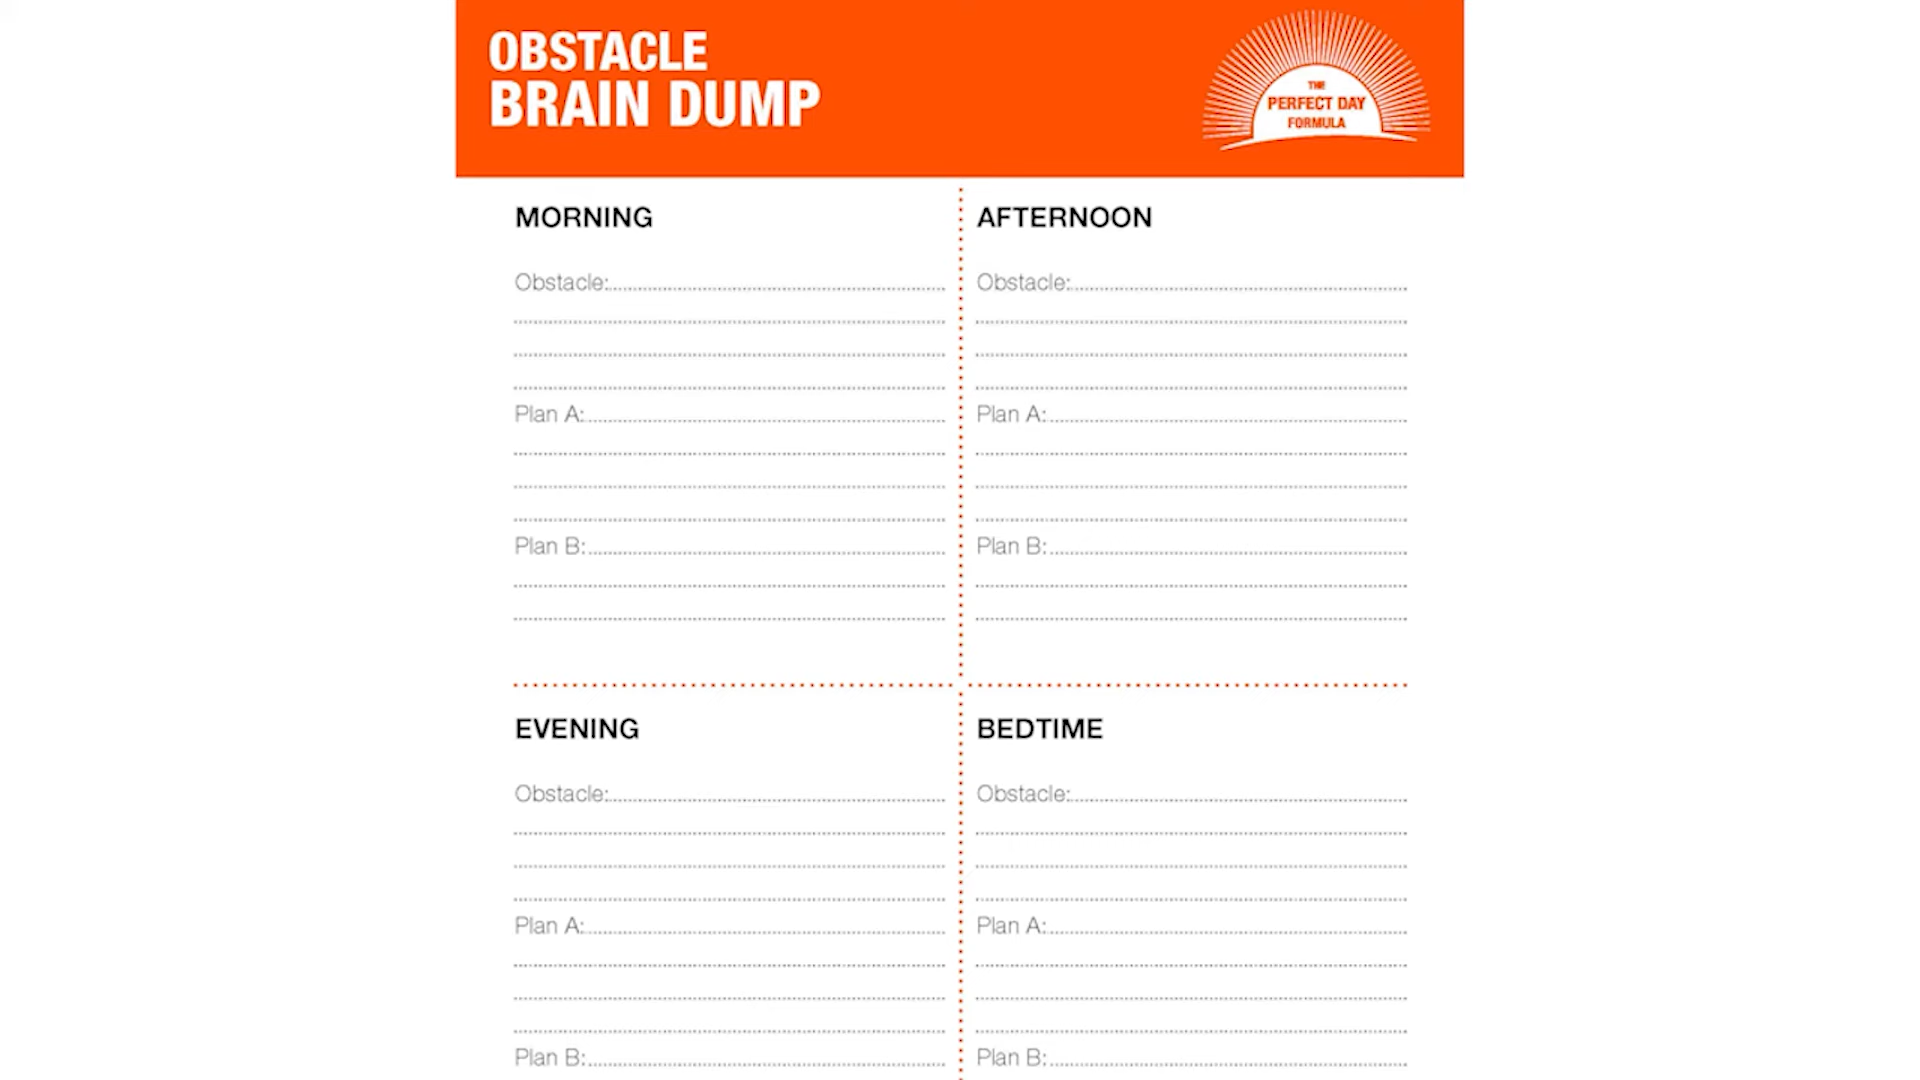 OBSTACLE
BRAIN DUMP
THE
PERFECT DAY
FORMULA
MORNING
Obstacle:
Plan A:
Plan B:
AFTERNOON
Obstacle:
Plan A:
Plan B:
EVENING
Obstacle:
Plan A:
Plan B:
BEDTIME
Obstacle:
Plan A:
Plan B: